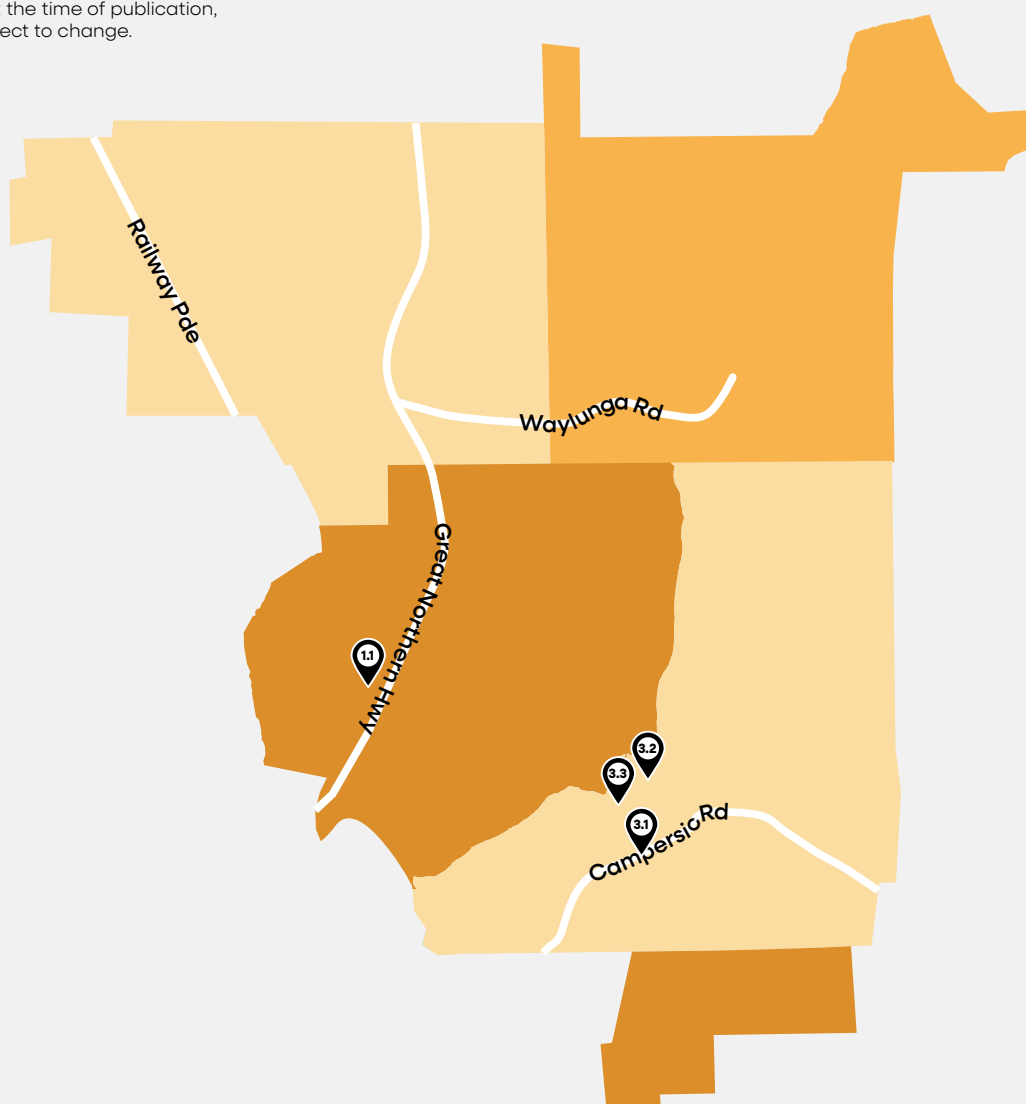 the time of publication,
ect to change.
Railway Pde
Waylunga Rd
Great Northern Hwy
1.1
3.2
3.3
3.1
Campersic Rd